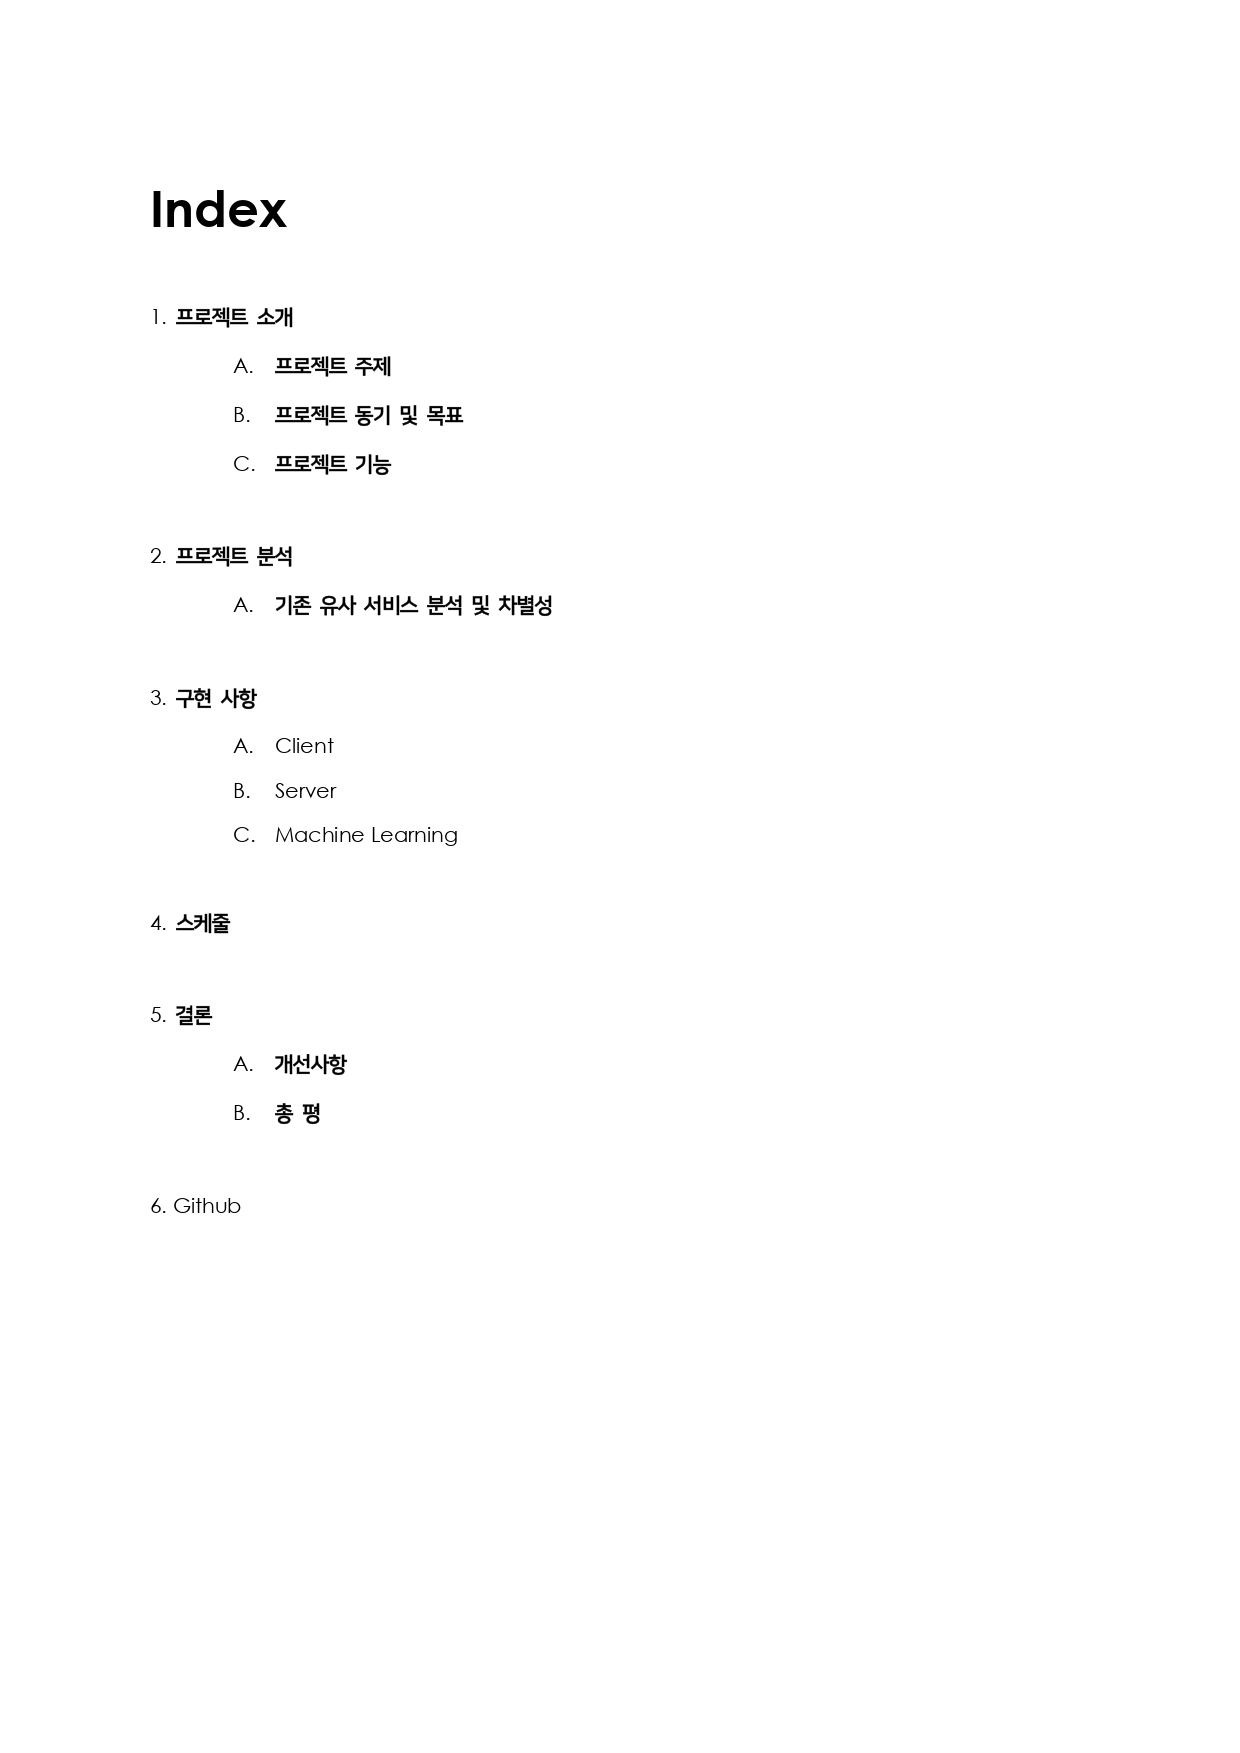 Index
1. 프로젝트 소개
A. 프로젝트 주제
B. 프로젝트 동기 및 목표
C. 프로젝트 기능
2. 프로젝트 분석
A. 기존 유사 서비스 분석 및 차별성
3. 구현 사항
A. Client
B. Server
C. Machine Learning
4. 스케줄
5. 결론
A. 개선사항
B. 총 평
6. Github